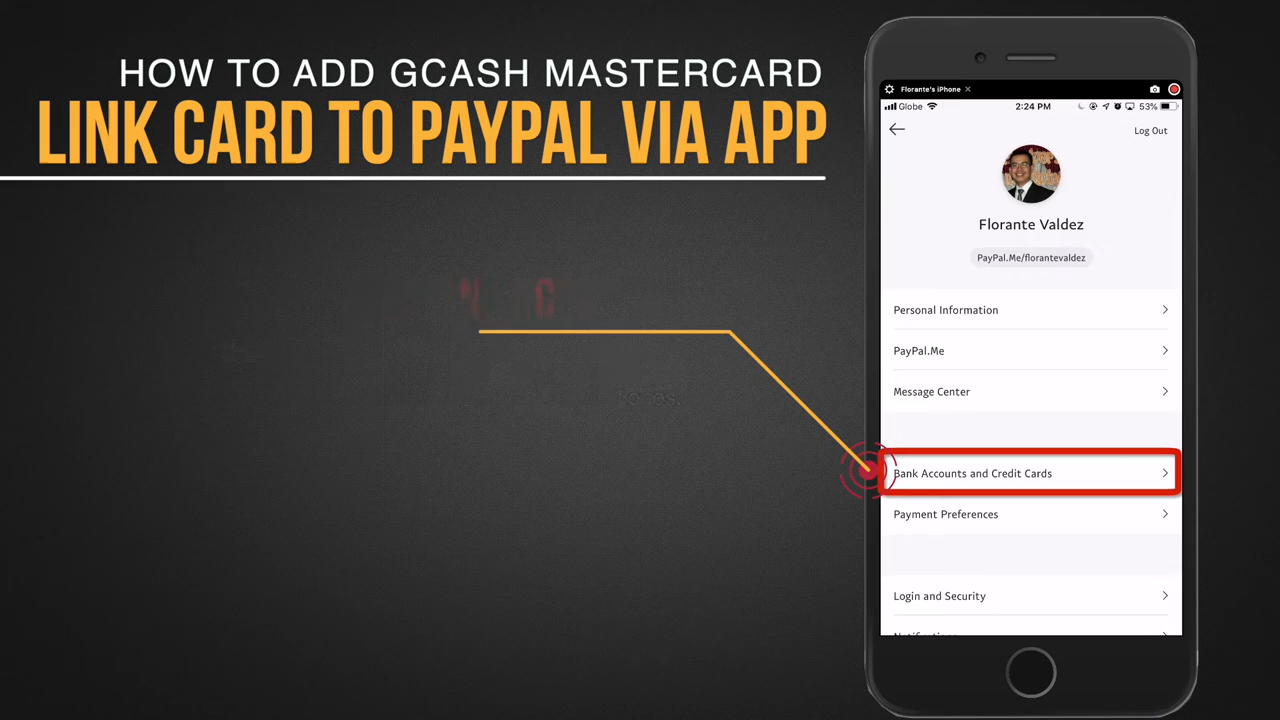 HOW TO ADD GCASH MASTERCARD
LINK CARD TO PAYPAL VIA APP
Florante's iPhone
Globe 2:24 PM 53%
Log Out
Florante Valdez
PayPal.Me/florantevaldez
Personal Information
PayPal.Me
Message Center
Bank Accounts and Credit Cards
Payment Preferences
Login and Security